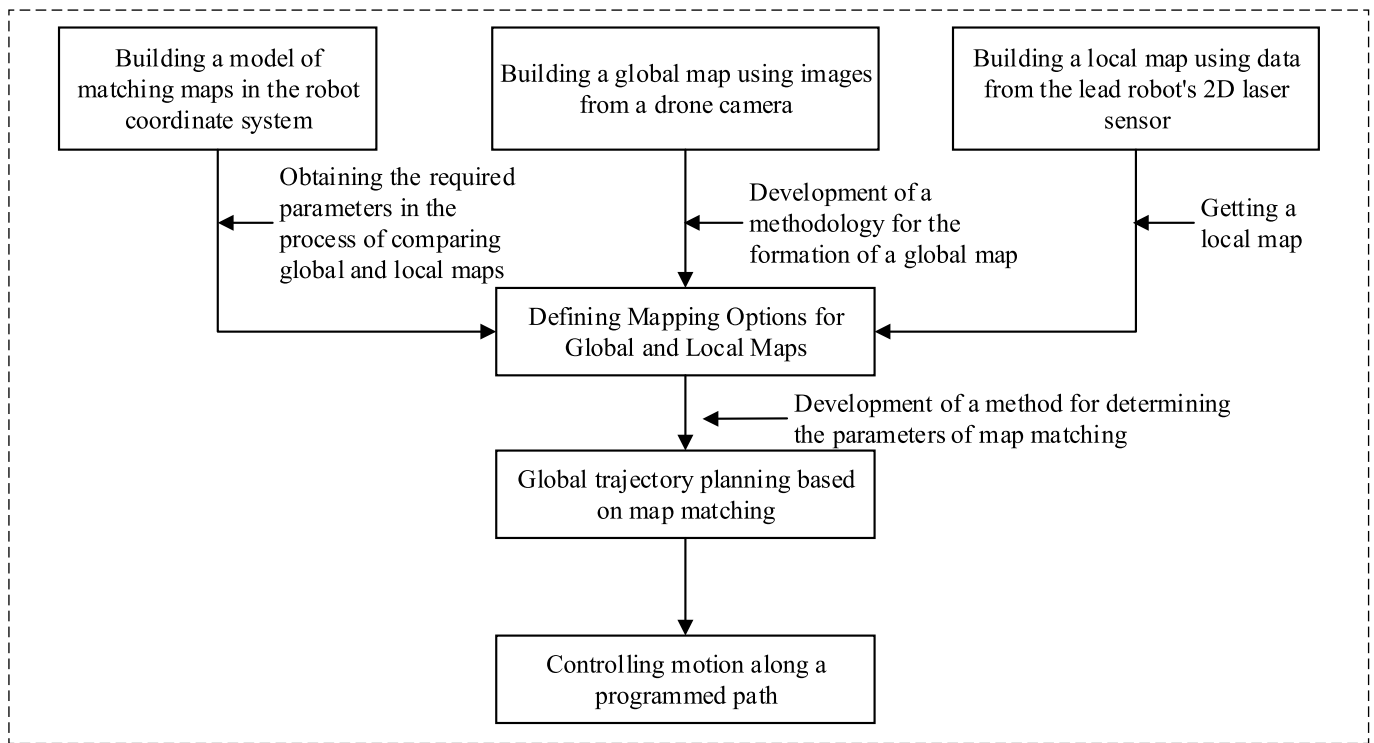 Building a model of
matching maps in the robot
coordinate system
Building a global map using images
from a drone camera
Building a local map using data
from the lead robot's 2D laser
sensor
Obtaining the required
parameters in the
process of comparing
global and local maps
Development of a
methodology for the
formation of a global map
Getting a
local map
Defining Mapping Options for
Global and Local Maps
Development of a method for determining
the parameters of map matching
Global trajectory planning based
on map matching
Controlling motion along a
programmed path